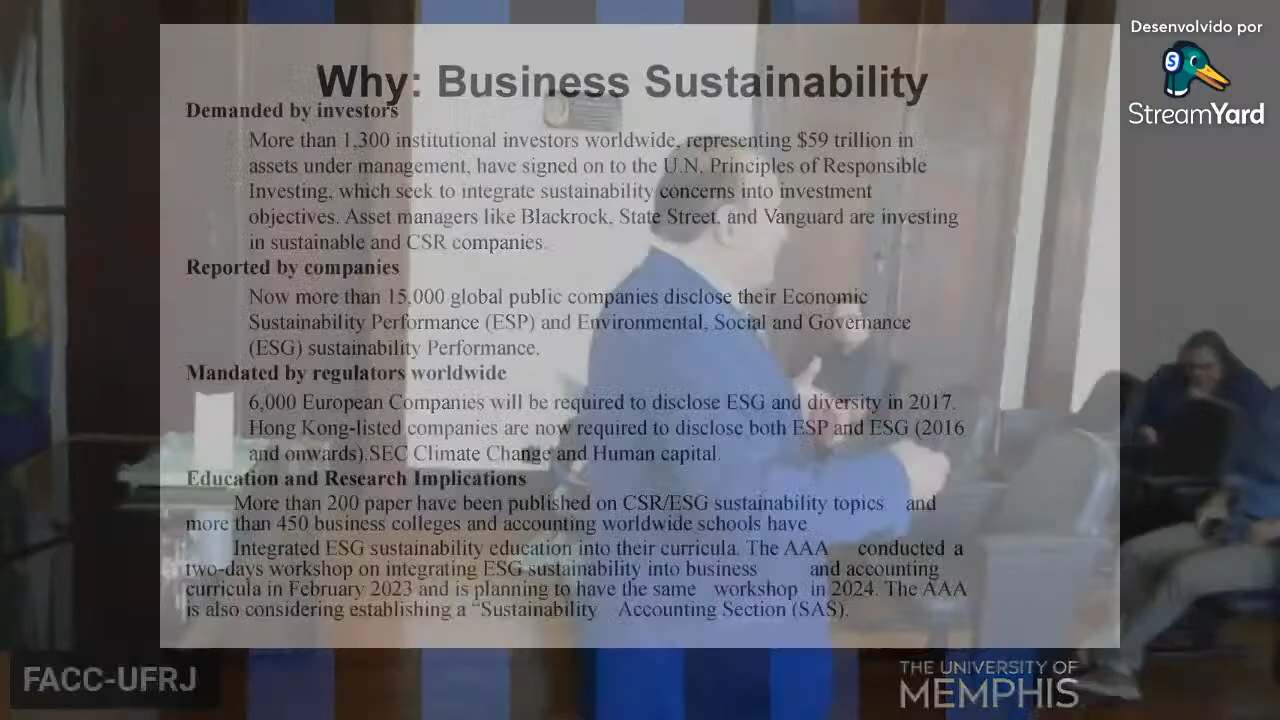 Desenvolvido por
StreamYard
Why: Business Sustainability
Demanded by investors
More than 1,300 institutional investors worldwide, representing $59 trillion in
assets under management, have signed on to the U.N. Principles of Responsible
Investing, which seek to integrate sustainability concerns into investment
objectives. Asset managers like Blackrock, State Street, and Vanguard are investing
in sustainable and CSR companies.
Reported by companies
Now more than 15,000 global public companies disclose their Economic
Sustainability Performance (ESP) and Environmental, Social and Governance
(ESG) sustainability Performance.
Mandated by regulators worldwide
6,000 European Companies will be required to disclose ESG and diversity in 2017.
Hong Kong-listed companies are now required to disclose both ESP and ESG (2016
and onwards).SEC Climate Change and Human capital.
Education and Research Implications
More than 200 paper have been published on CSR/ESG sustainability topics and
more than 450 business colleges and accounting worldwide schools have
Integrated ESG sustainability education into their curricula. The AAA conducted a
two-days workshop on integrating ESG sustainability into business and accounting
curricula in February 2023 and is planning to have the same workshop in 2024. The AAA
is also considering establishing a “Sustainability Accounting Section (SAS).
FACC-UFRJ
THE UNIVERSITY OF
MEMPHIS